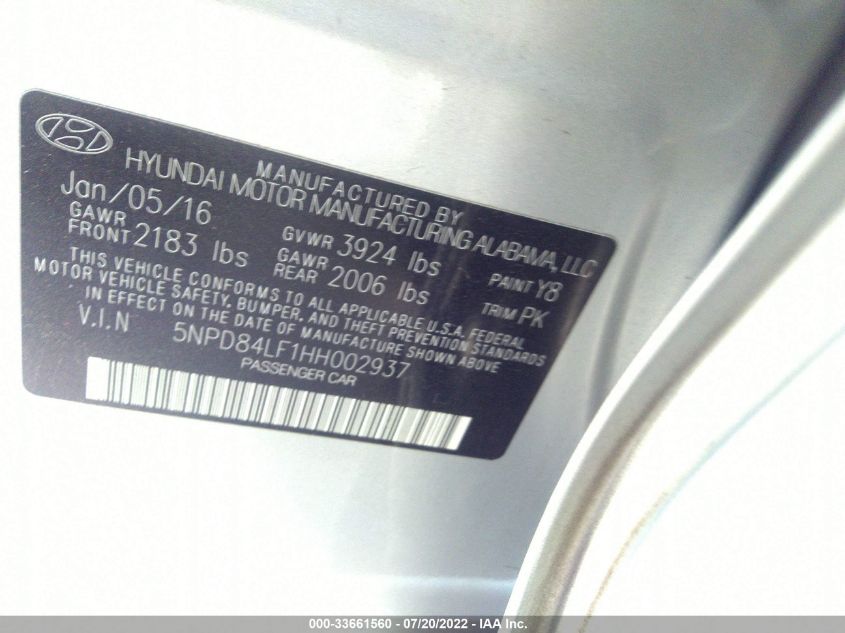 MANUFACTURED BY
HYUNDAI MOTOR MANUFACTURING ALABAMA, LLC
Jan/05/16 GVWR 3924 lbs PAINT Y8
GAWR FRONT 2183 lbs GAWR REAR 2006 lbs TRIM PK
THIS VEHICLE CONFORMS TO ALL APPLICABLE U.S.A. FEDERAL
MOTOR VEHICLE SAFETY, BUMPER, AND THEFT PREVENTION STANDARDS
IN EFFECT ON THE DATE OF MANUFACTURE SHOWN ABOVE
V.I.N 5NPD84LF1HH002937
PASSENGER CAR
000-33661560 - 07/20/2022 - IAA Inc.